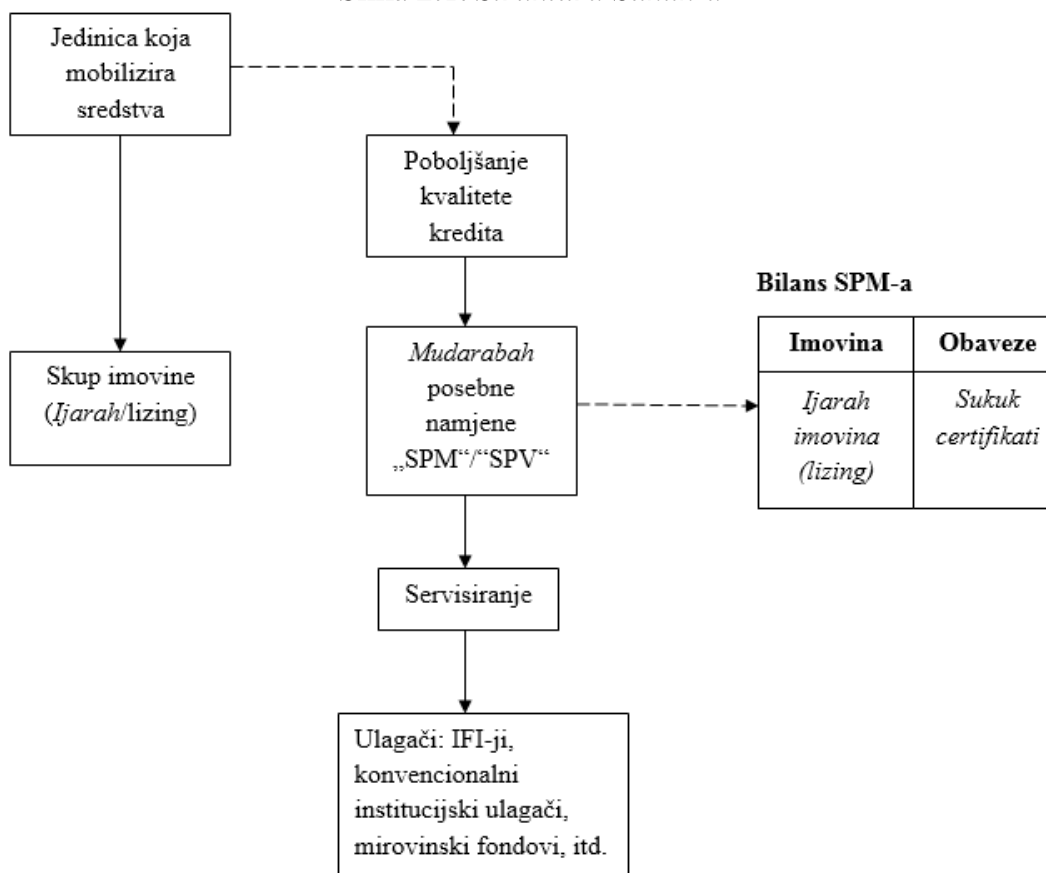 Jedinica koja
mobilizira
sredstva
Poboljšanje
kvalitete
kredita
Bilans SPM-a
Skup imovine
(Ijarah/lizing)
Mudarabah
posebne
namjene
„SPM“/“SPV“
Imovina Obaveze
Ijarah
imovina
(lizing)
Sukuk
certifikati
Servisiranje
Ulagači: IFI-ji,
konvencionalni
institucijski ulagači,
mirovinski fondovi, itd.